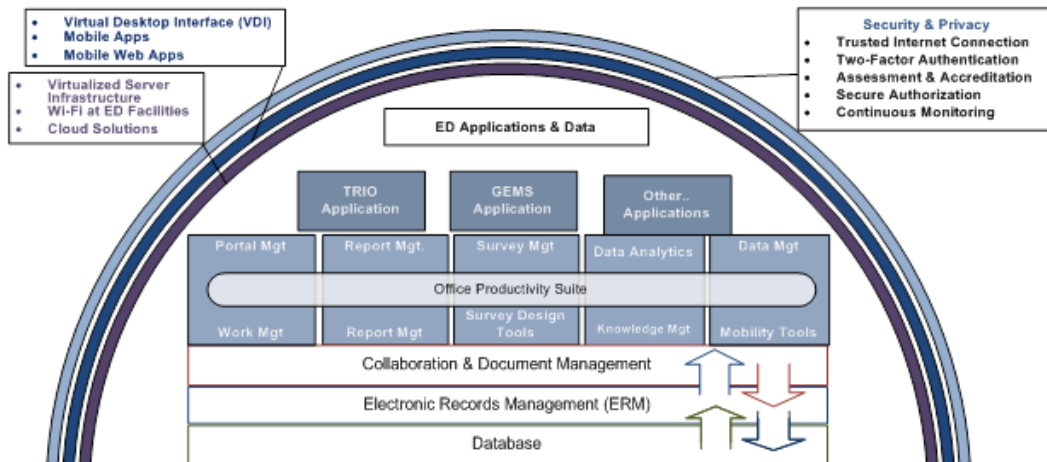 Virtual Desktop Interface (VDI)
Mobile Apps
Mobile Web Apps
Virtualized Server
Infrastructure
Wi-Fi at ED Facilities
Cloud Solutions
Security & Privacy
Trusted Internet Connection
Two-Factor Authentication
Assessment & Accreditation
Secure Authorization
Continuous Monitoring
ED Applications & Data
TRIO
Application
GEMS
Application
Other..
Applications
Portal Mgt
Report Mgt.
Survey Mgt
Data Analytics
Data Mgt
Office Productivity Suite
Work Mgt
Report Mgt
Survey Design
Tools
Knowledge Mgt
Mobility Tools
Collaboration & Document Management
Electronic Records Management (ERM)
Database